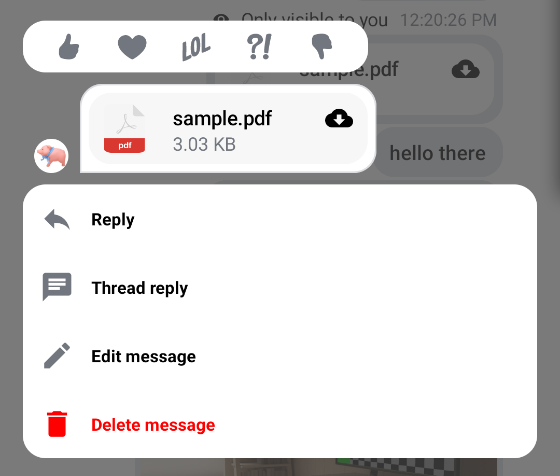 Only visible to you 12:20:26 PM
LOL ?!
sample.pdf
sample.pdf
3.03 KB
pdf
hello there
Reply
Thread reply
Edit message
Delete message